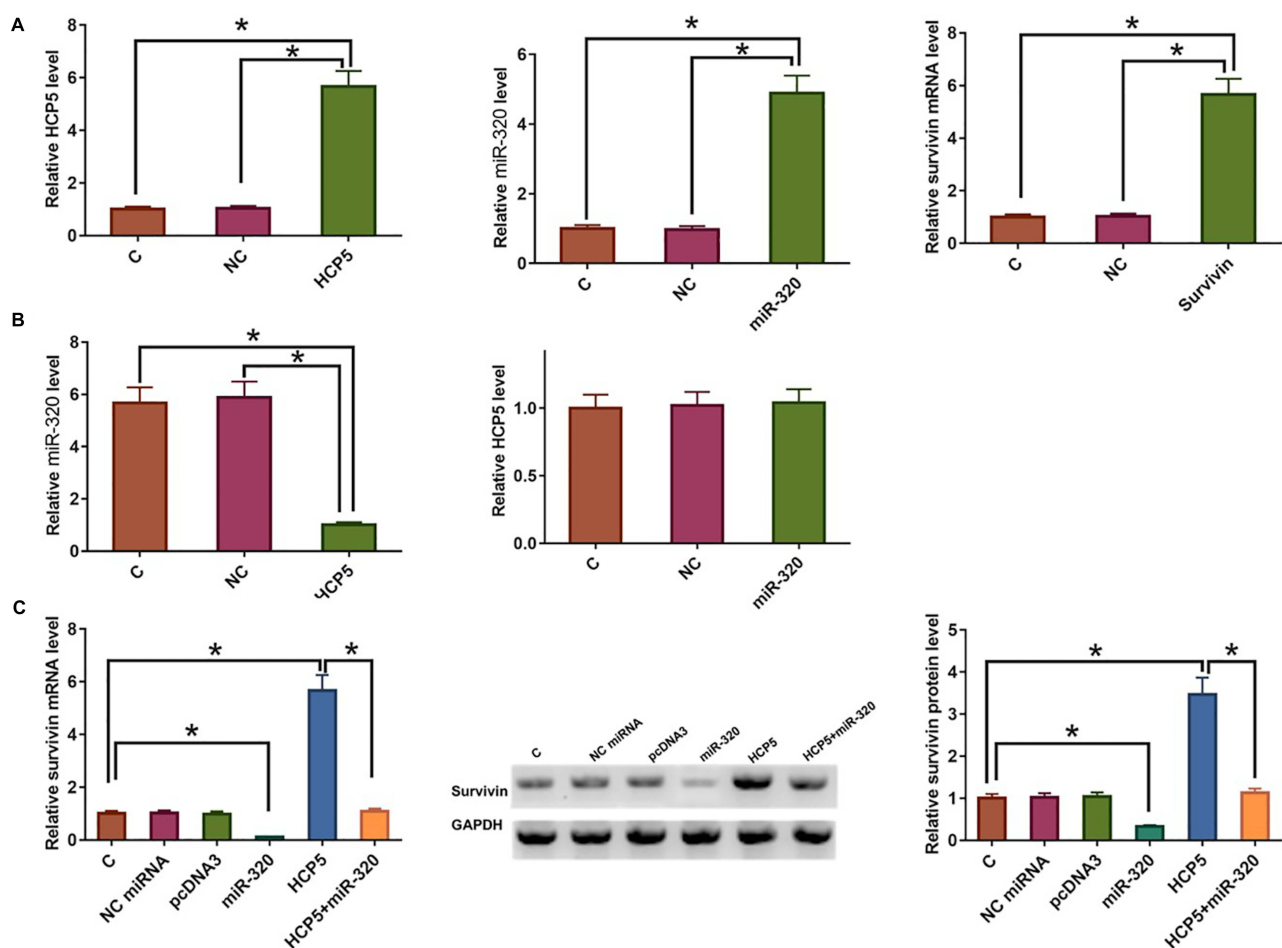 A
Relative HCP5 level
8
6
4
2
0
*
*
C
NC
HCP5
Relative miR-320 level
6
4
2
0
*
*
C
NC
miR-320
Relative survivin mRNA level
8
6
4
2
0
*
*
C
NC
Survivin
B
Relative miR-320 level
8
6
4
2
0
*
*
C
NC
HCP5
Relative HCP5 level
1.0
0.5
0.0
C
NC
miR-320
C
Relative survivin mRNA level
8
6
4
2
0
*
*
*
C
NC miRNA
pcDNA3
miR-320
HCP5
HCP5+miR-320
C
NC miRNA
pcDNA3
miR-320
HCP5
HCP5+miR-320
Survivin
GAPDH
Relative survivin protein level
5
4
3
2
1
0
*
*
*
C
NC miRNA
pcDNA3
miR-320
HCP5
HCP5+miR-320